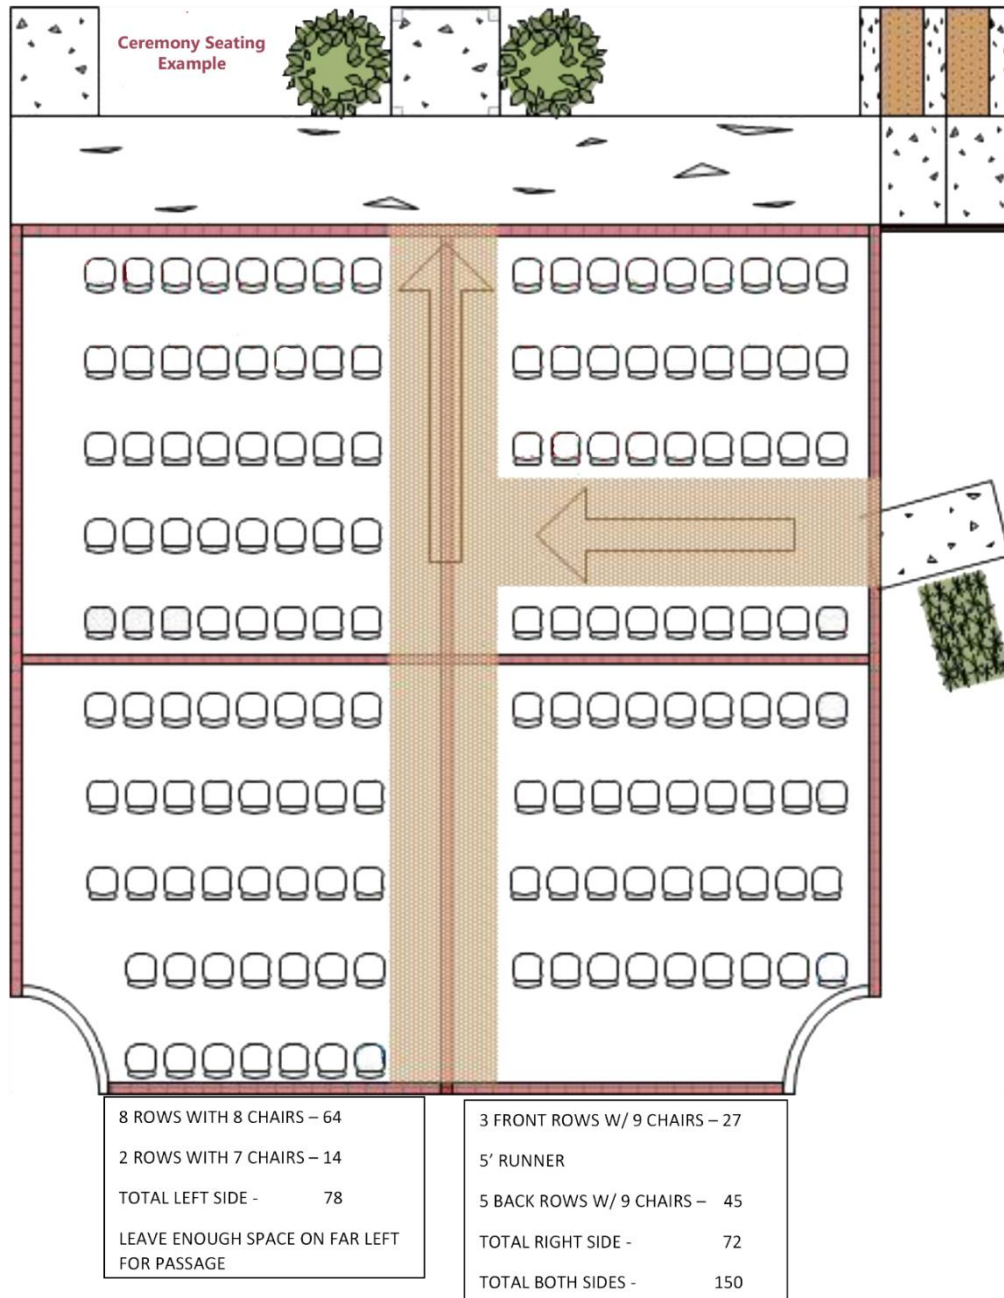 Ceremony Seating
Example
8 ROWS WITH 8 CHAIRS – 64
2 ROWS WITH 7 CHAIRS – 14
TOTAL LEFT SIDE - 78
LEAVE ENOUGH SPACE ON FAR LEFT
FOR PASSAGE
3 FRONT ROWS W/ 9 CHAIRS – 27
5’ RUNNER
5 BACK ROWS W/ 9 CHAIRS – 45
TOTAL RIGHT SIDE - 72
TOTAL BOTH SIDES - 150